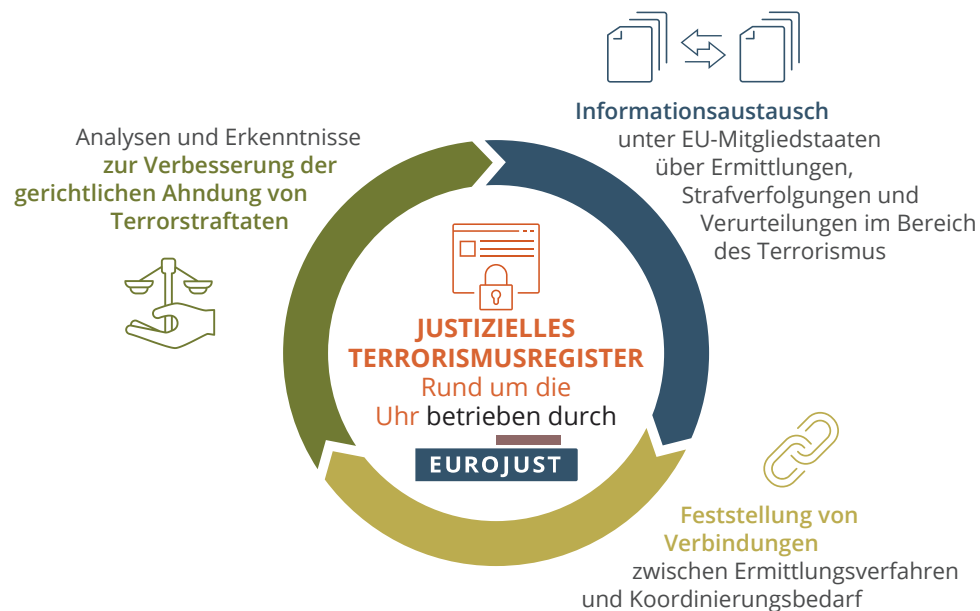 Informationsaustausch
unter EU-Mitgliedstaaten
über Ermittlungen,
Strafverfolgungen und
Verurteilungen im Bereich
des Terrorismus
Analysen und Erkenntnisse
zur Verbesserung der
gerichtlichen Ahndung von
Terrorstraftaten
JUSTIZIELLES
TERRORISMUSREGISTER
Rund um die
Uhr betrieben durch
EUROJUST
Feststellung von
Verbindungen
zwischen Ermittlungsverfahren
und Koordinierungsbedarf